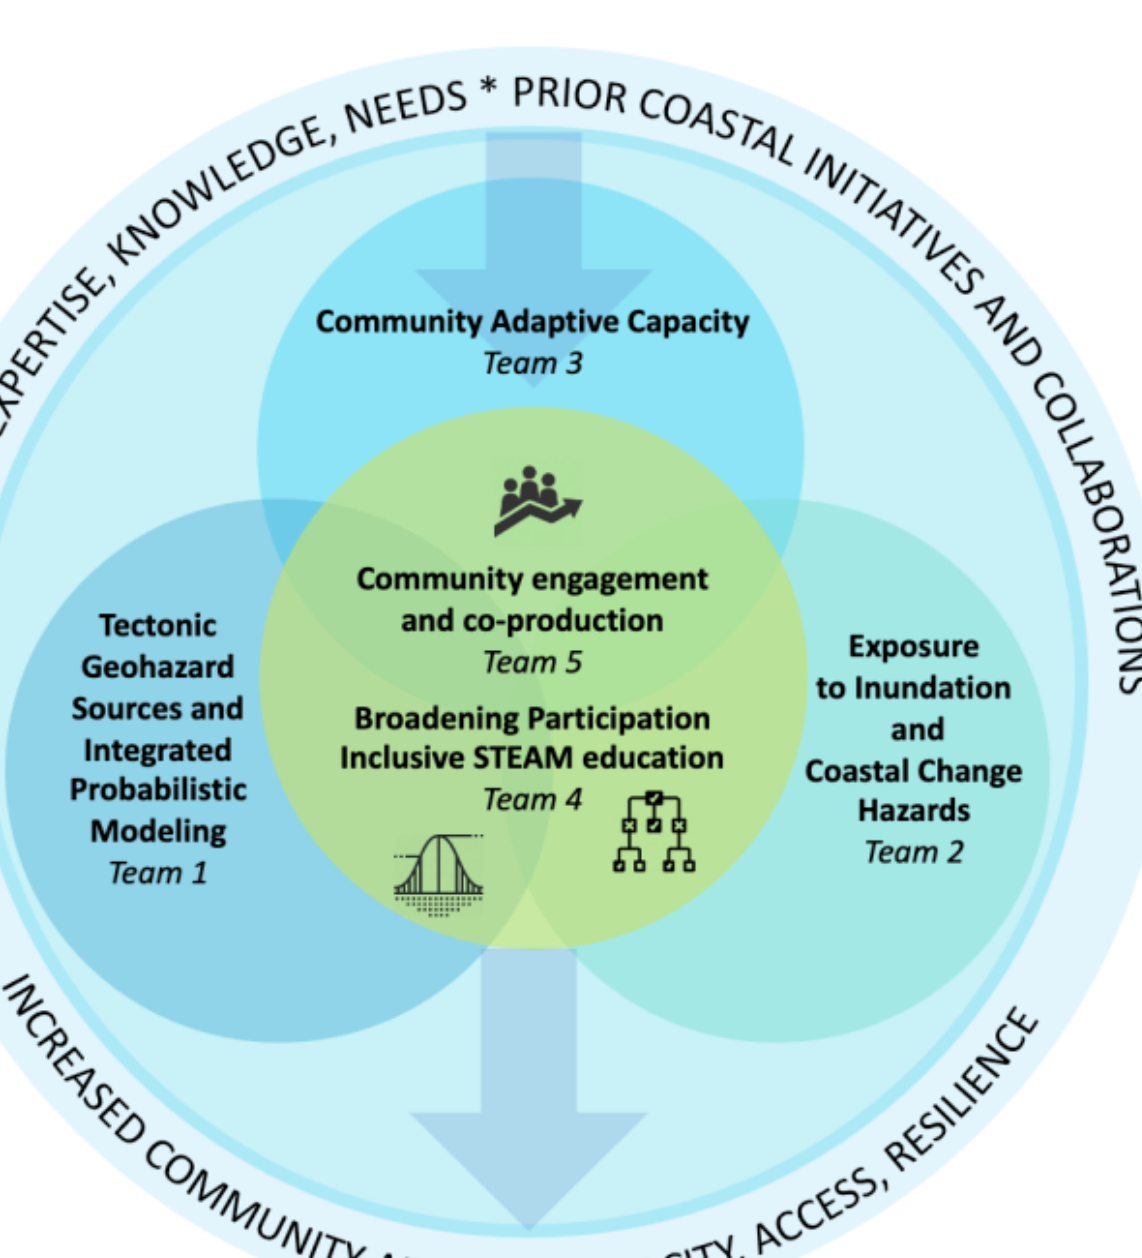 EXPERTISE, KNOWLEDGE, NEEDS * PRIOR COASTAL INITIATIVES AND COLLABORATIONS
Community Adaptive Capacity
Team 3
Community engagement
and co-production
Team 5
Broadening Participation
Inclusive STEAM education
Team 4
Tectonic
Geohazard
Sources and
Integrated
Probabilistic
Modeling
Team 1
Exposure
to Inundation
and
Coastal Change
Hazards
Team 2
INCREASED COMMUNITY
ACCESS, RESILIENCE